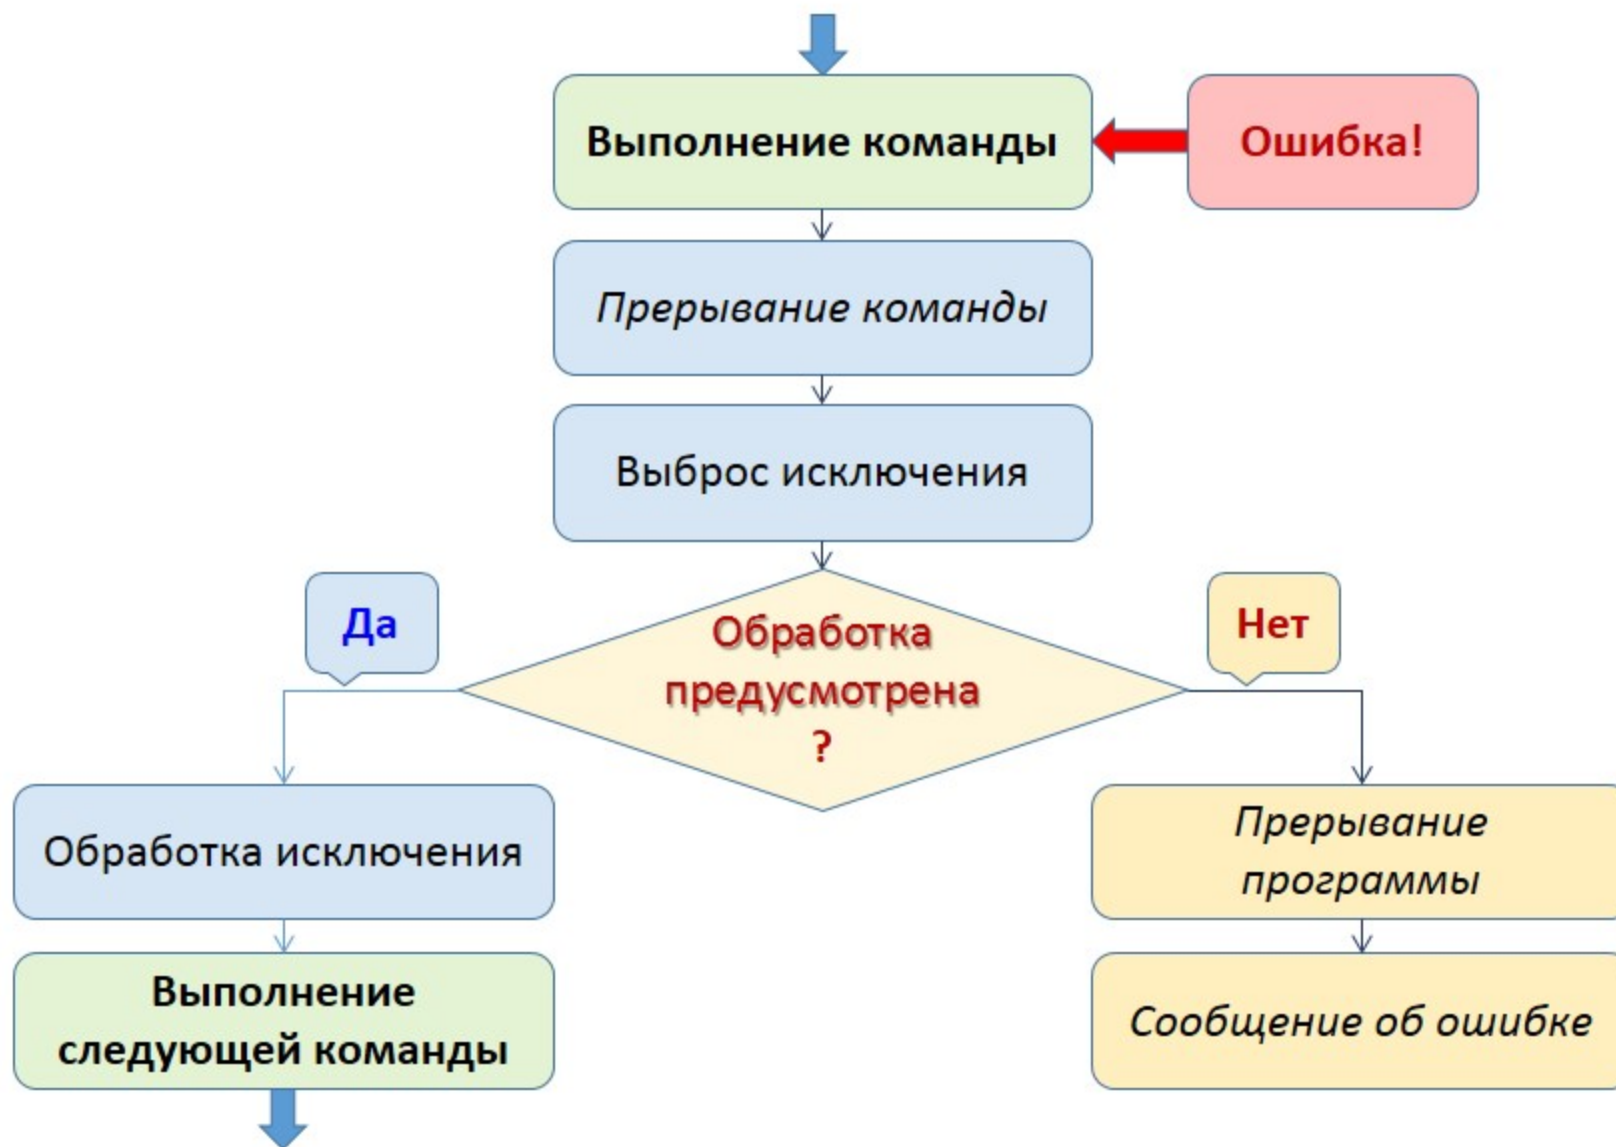 Выполнение команды
Ошибка!
Прерывание команды
Выброс исключения
Да
Нет
Обработка
предусмотрена
?
Обработка исключения
Прерывание
программы
Выполнение
следующей команды
Сообщение об ошибке